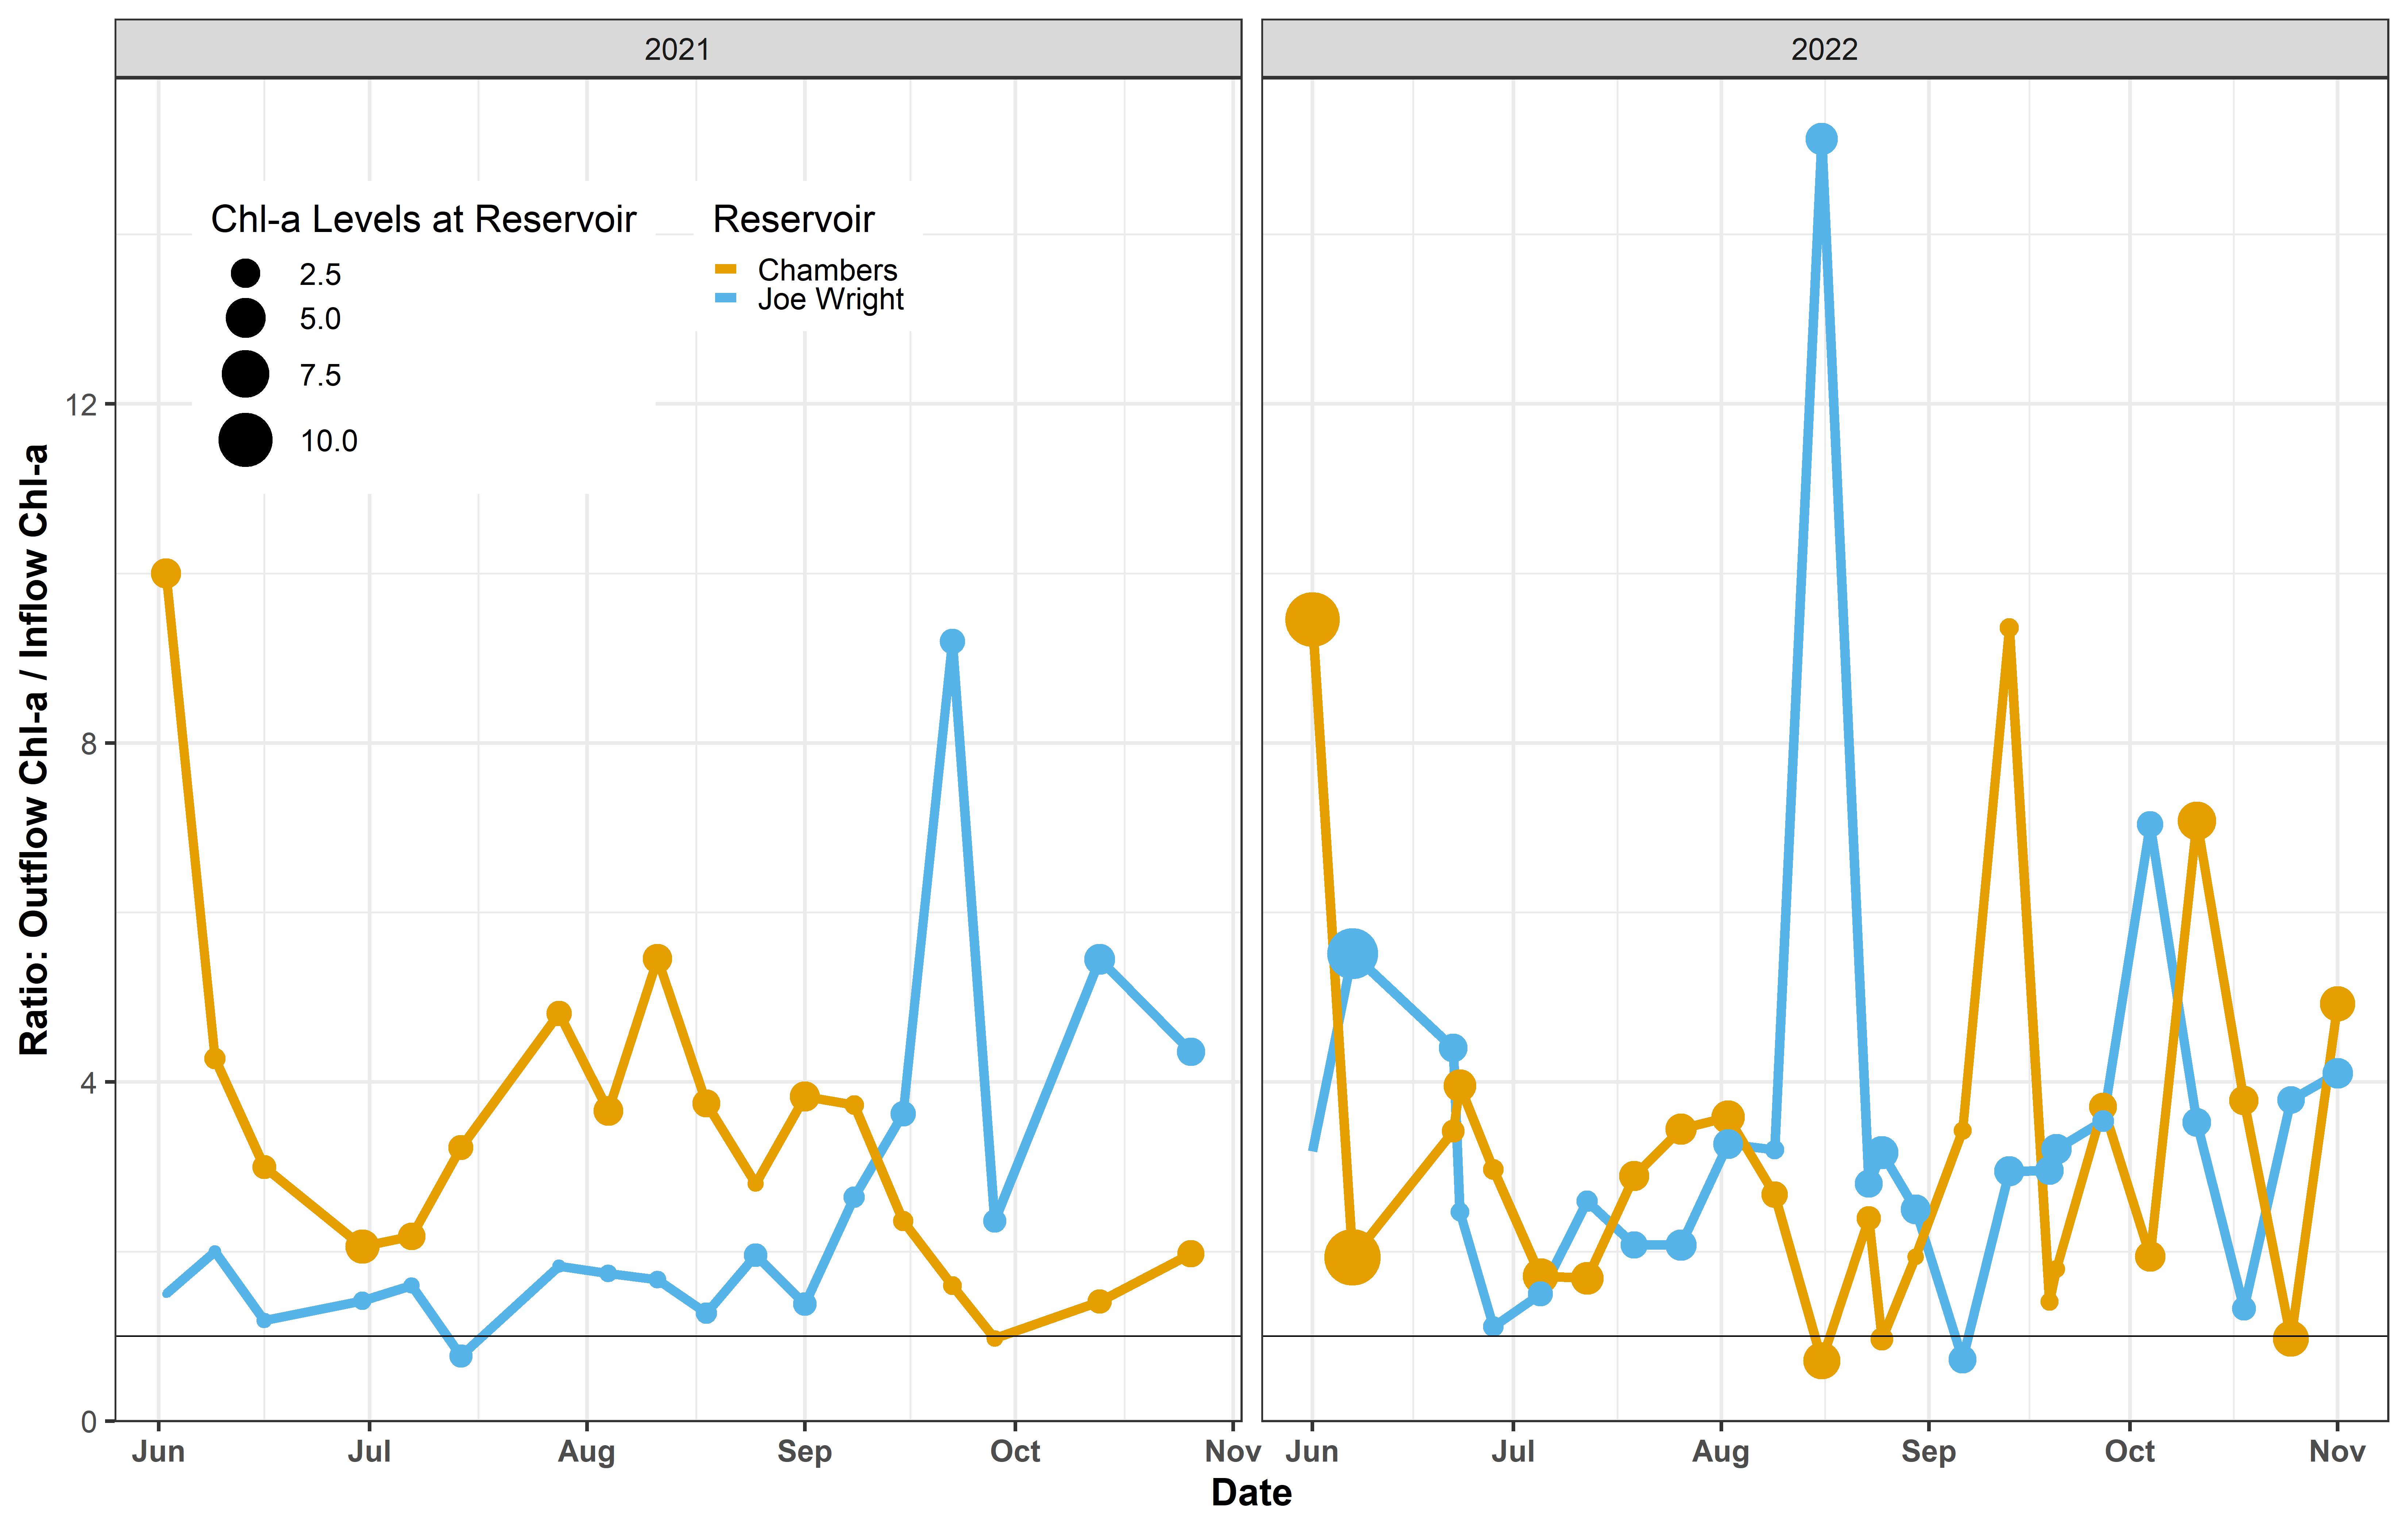 2021
2022
Chl-a Levels at Reservoir
2.5
5.0
7.5
10.0
Reservoir
Chambers
Joe Wright
Ratio: Outflow Chl-a / Inflow Chl-a
12
8
4
0
Jun Jul Aug Sep Oct Nov
Jun Jul Aug Sep Oct Nov
Date